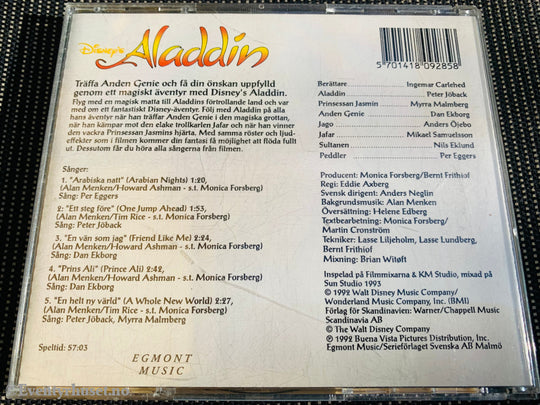 Disney's Aladdin
5 701418 092858
Träffa Anden Genie och få din önskan uppfylld
genom ett magiskt äventyr med Disney's Aladdin.
Flyg med en magisk matta till Aladdins förtrollande land och var
med om ett fantastiskt Disney-äventyr. Följ med Aladdin på alla
hans äventyr när han träffar Anden Genie i den magiska grottan,
när han kämpar mot den elake trollkarlen Jafar och när han vinner
den vackra Prinsessan Jasmins hjärta. Med samma röster och ljud-
effekter som i filmen kommer din fantasi få möjlighet att flöda fullt
ut. Dessutom får du höra alla sångerna från filmen.
Sånger:
1. "Arabiska natt" (Arabian Nights) 1:20,
(Alan Menken/Howard Ashman - s.t. Monica Forsberg)
Sång: Per Eggers
2: "Ett steg före" (One Jump Ahead) 1:53,
(Alan Menken/Tim Rice - s.t. Monica Forsberg)
Sång: Peter Jöback
3. "En vän som jag" (Friend Like Me) 2:24,
(Alan Menken/Howard Ashman - s.t. Monica Forsberg)
Sång: Dan Ekborg
4. "Prins Ali" (Prince Ali) 2:42,
(Alan Menken/Howard Ashman - s.t. Monica Forsberg)
Sång: Dan Ekborg
5. "En helt ny värld" (A Whole New World) 2:27,
(Alan Menken/Tim Rice - s.t. Monica Forsberg)
Sång: Peter Jöback, Myrra Malmberg
Speltid: 57:03
EGMONT
MUSIC
Berättare : Ingemar Carlehed
Aladdin : Peter Jöback
Prinsessan Jasmin : Myrra Malmberg
Anden Genie : Dan Ekborg
Jago : Anders Öjebo
Jafar : Mikael Samuelsson
Sultanen : Nils Eklund
Peddler : Per Eggers
Producent: Monica Forsberg/Bernt Frithiof
Regi: Eddie Axberg
Svensk dirigent: Anders Neglin
Bakgrundsmusik: Alan Menken
Översättning: Helene Edberg
Textbearbetning: Monica Forsberg/
Martin Cronström
Tekniker: Lasse Liljeholm, Lasse Lundberg,
Bernt Frithiof
Mixning: Brian Witøft
Inspelad på Filmmixarna & KM Studio, mixad på
Sun Studio 1993
© 1992 Walt Disney Music Company/
Wonderland Music Company, Inc. (BMI)
Förlag för Skandinavien: Warner/Chappell Music
Scandinavia AB
© The Walt Disney Company
℗ 1992 Buena Vista Pictures Distribution, Inc.
Egmont Music/Serieförlaget Svenska AB Malmö
Eventyrhuset.no